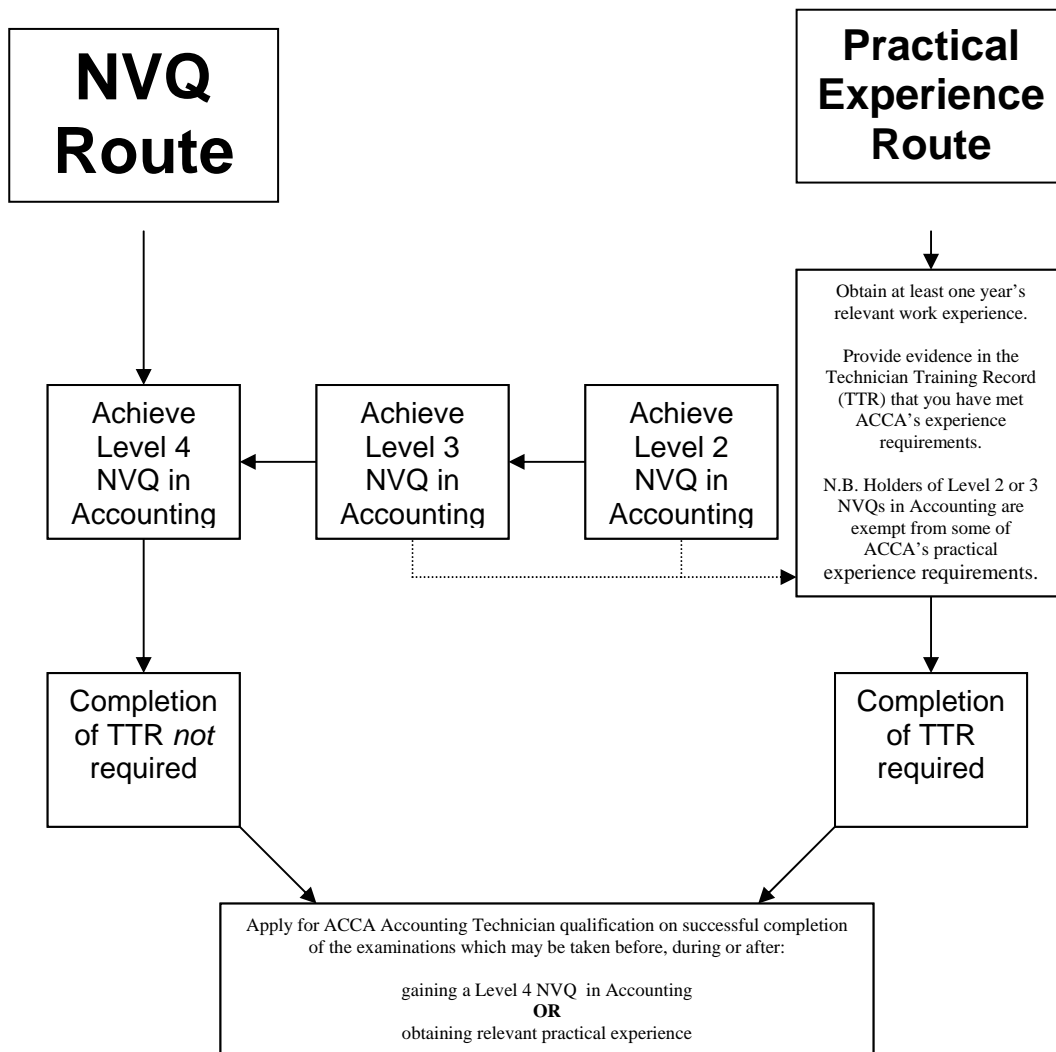 NVQ
Route
Practical
Experience
Route
Obtain at least one year’s
relevant work experience.
Provide evidence in the
Technician Training Record
(TTR) that you have met
ACCA’s experience
requirements.
N.B. Holders of Level 2 or 3
NVQs in Accounting are
exempt from some of
ACCA’s practical
experience requirements.
Achieve
Level 4
NVQ in
Accounting
Achieve
Level 3
NVQ in
Accounting
Achieve
Level 2
NVQ in
Accounting
Completion
of TTR not
required
Completion
of TTR
required
Apply for ACCA Accounting Technician qualification on successful completion
of the examinations which may be taken before, during or after:
gaining a Level 4 NVQ in Accounting
OR
obtaining relevant practical experience